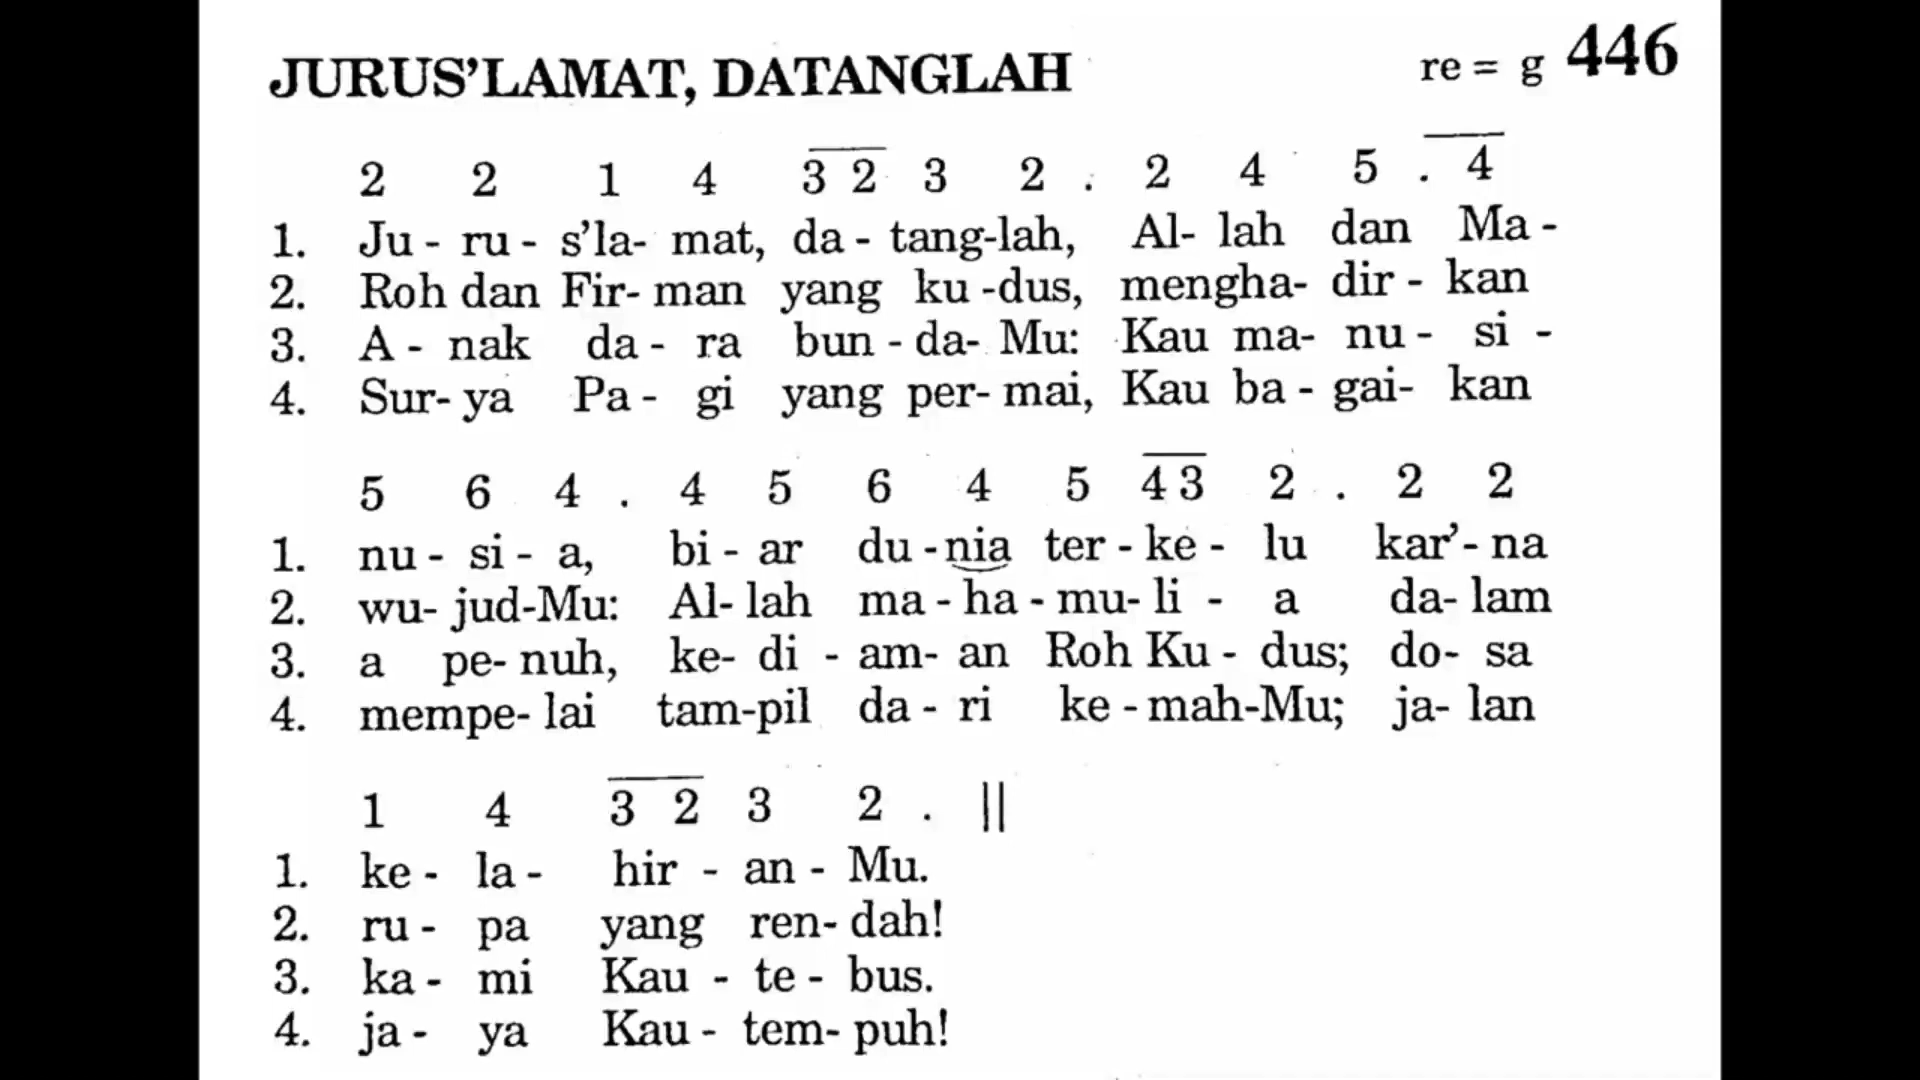 JURUS'LAMAT, DATANGLAH re = g 446
2 2 1 4 3 2 3 2 . 2 4 5 . 4
1. Ju - ru - s'la- mat, da - tang-lah, Al- lah dan Ma -
2. Roh dan Fir- man yang ku -dus, mengha- dir - kan
3. A - nak da - ra bun - da- Mu: Kau ma- nu - si -
4. Sur- ya Pa - gi yang per- mai, Kau ba - gai- kan
5 6 4 . 4 5 6 4 5 4 3 2 . 2 2
1. nu - si - a, bi - ar du -nia ter - ke - lu kar'- na
2. wu- jud-Mu: Al- lah ma - ha - mu- li - a da- lam
3. a pe- nuh, ke- di - am- an Roh Ku - dus; do- sa
4. mempe- lai tam-pil da - ri ke - mah-Mu; ja- lan
1 4 3 2 3 2 . ||
1. ke - la - hir - an - Mu.
2. ru - pa yang ren- dah!
3. ka - mi Kau - te - bus.
4. ja - ya Kau - tem- puh!